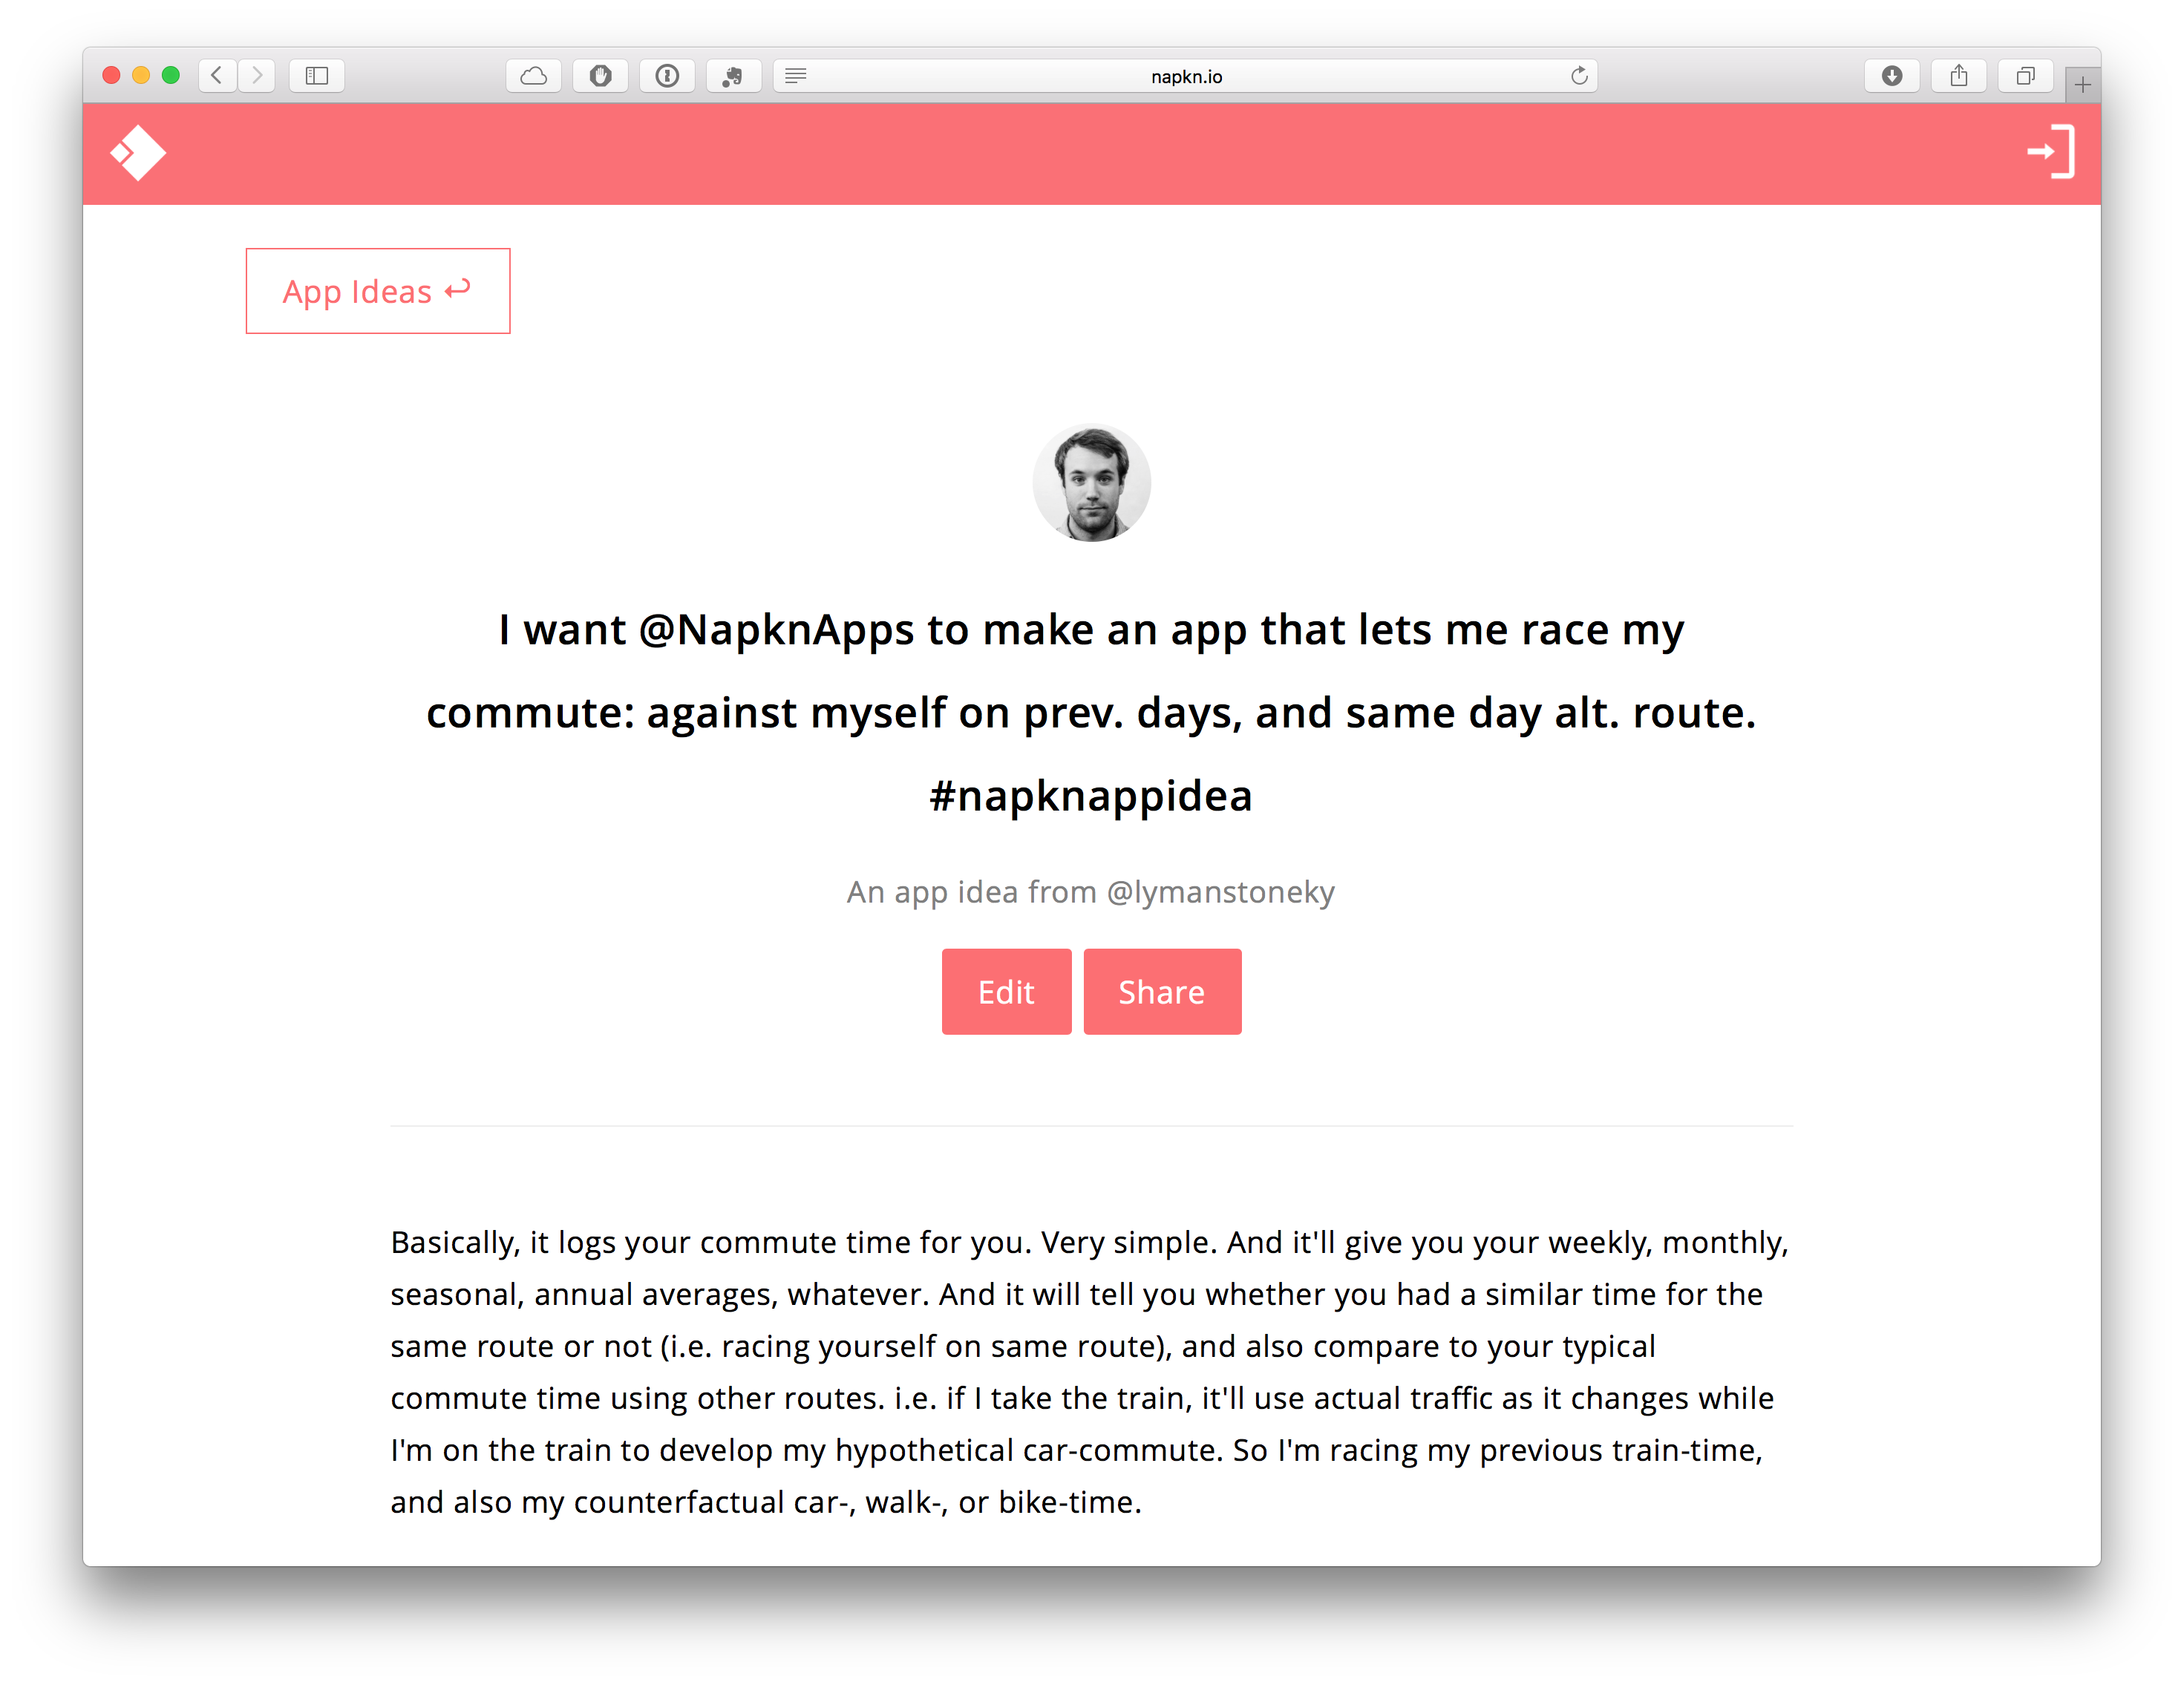 napkn.io
App Ideas
I want @NapknApps to make an app that lets me race my
commute: against myself on prev. days, and same day alt. route.
#napknappidea
An app idea from @lymanstoneky
Edit Share
Basically, it logs your commute time for you. Very simple. And it'll give you your weekly, monthly,
seasonal, annual averages, whatever. And it will tell you whether you had a similar time for the
same route or not (i.e. racing yourself on same route), and also compare to your typical
commute time using other routes. i.e. if I take the train, it'll use actual traffic as it changes while
I'm on the train to develop my hypothetical car-commute. So I'm racing my previous train-time,
and also my counterfactual car-, walk-, or bike-time.